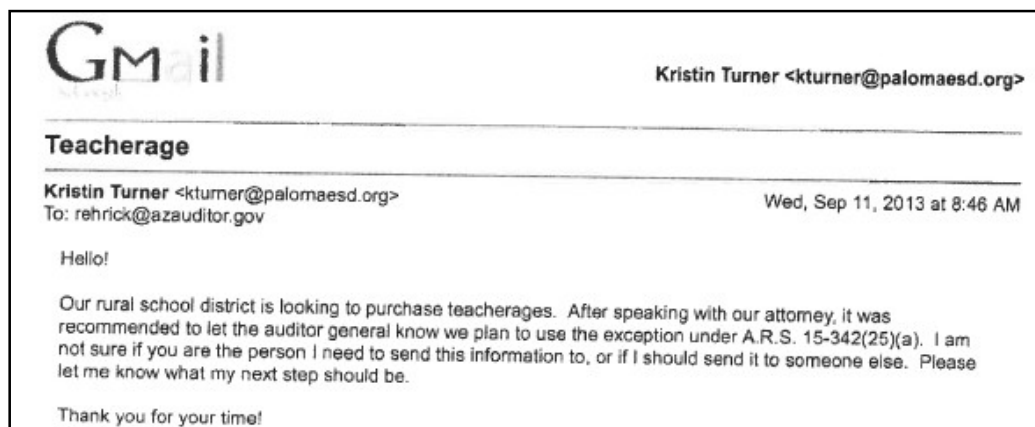 GMail
Kristin Turner <kturner@palomaesd.org>
Teacherage
Kristin Turner <kturner@palomaesd.org>
Wed, Sep 11, 2013 at 8:46 AM
To: rehrick@azauditor.gov
Hello!
Our rural school district is looking to purchase teacherages. After speaking with our attorney, it was
recommended to let the auditor general know we plan to use the exception under A.R.S. 15-342(25)(a). I am
not sure if you are the person I need to send this information to, or if I should send it to someone else. Please
let me know what my next step should be.
Thank you for your time!